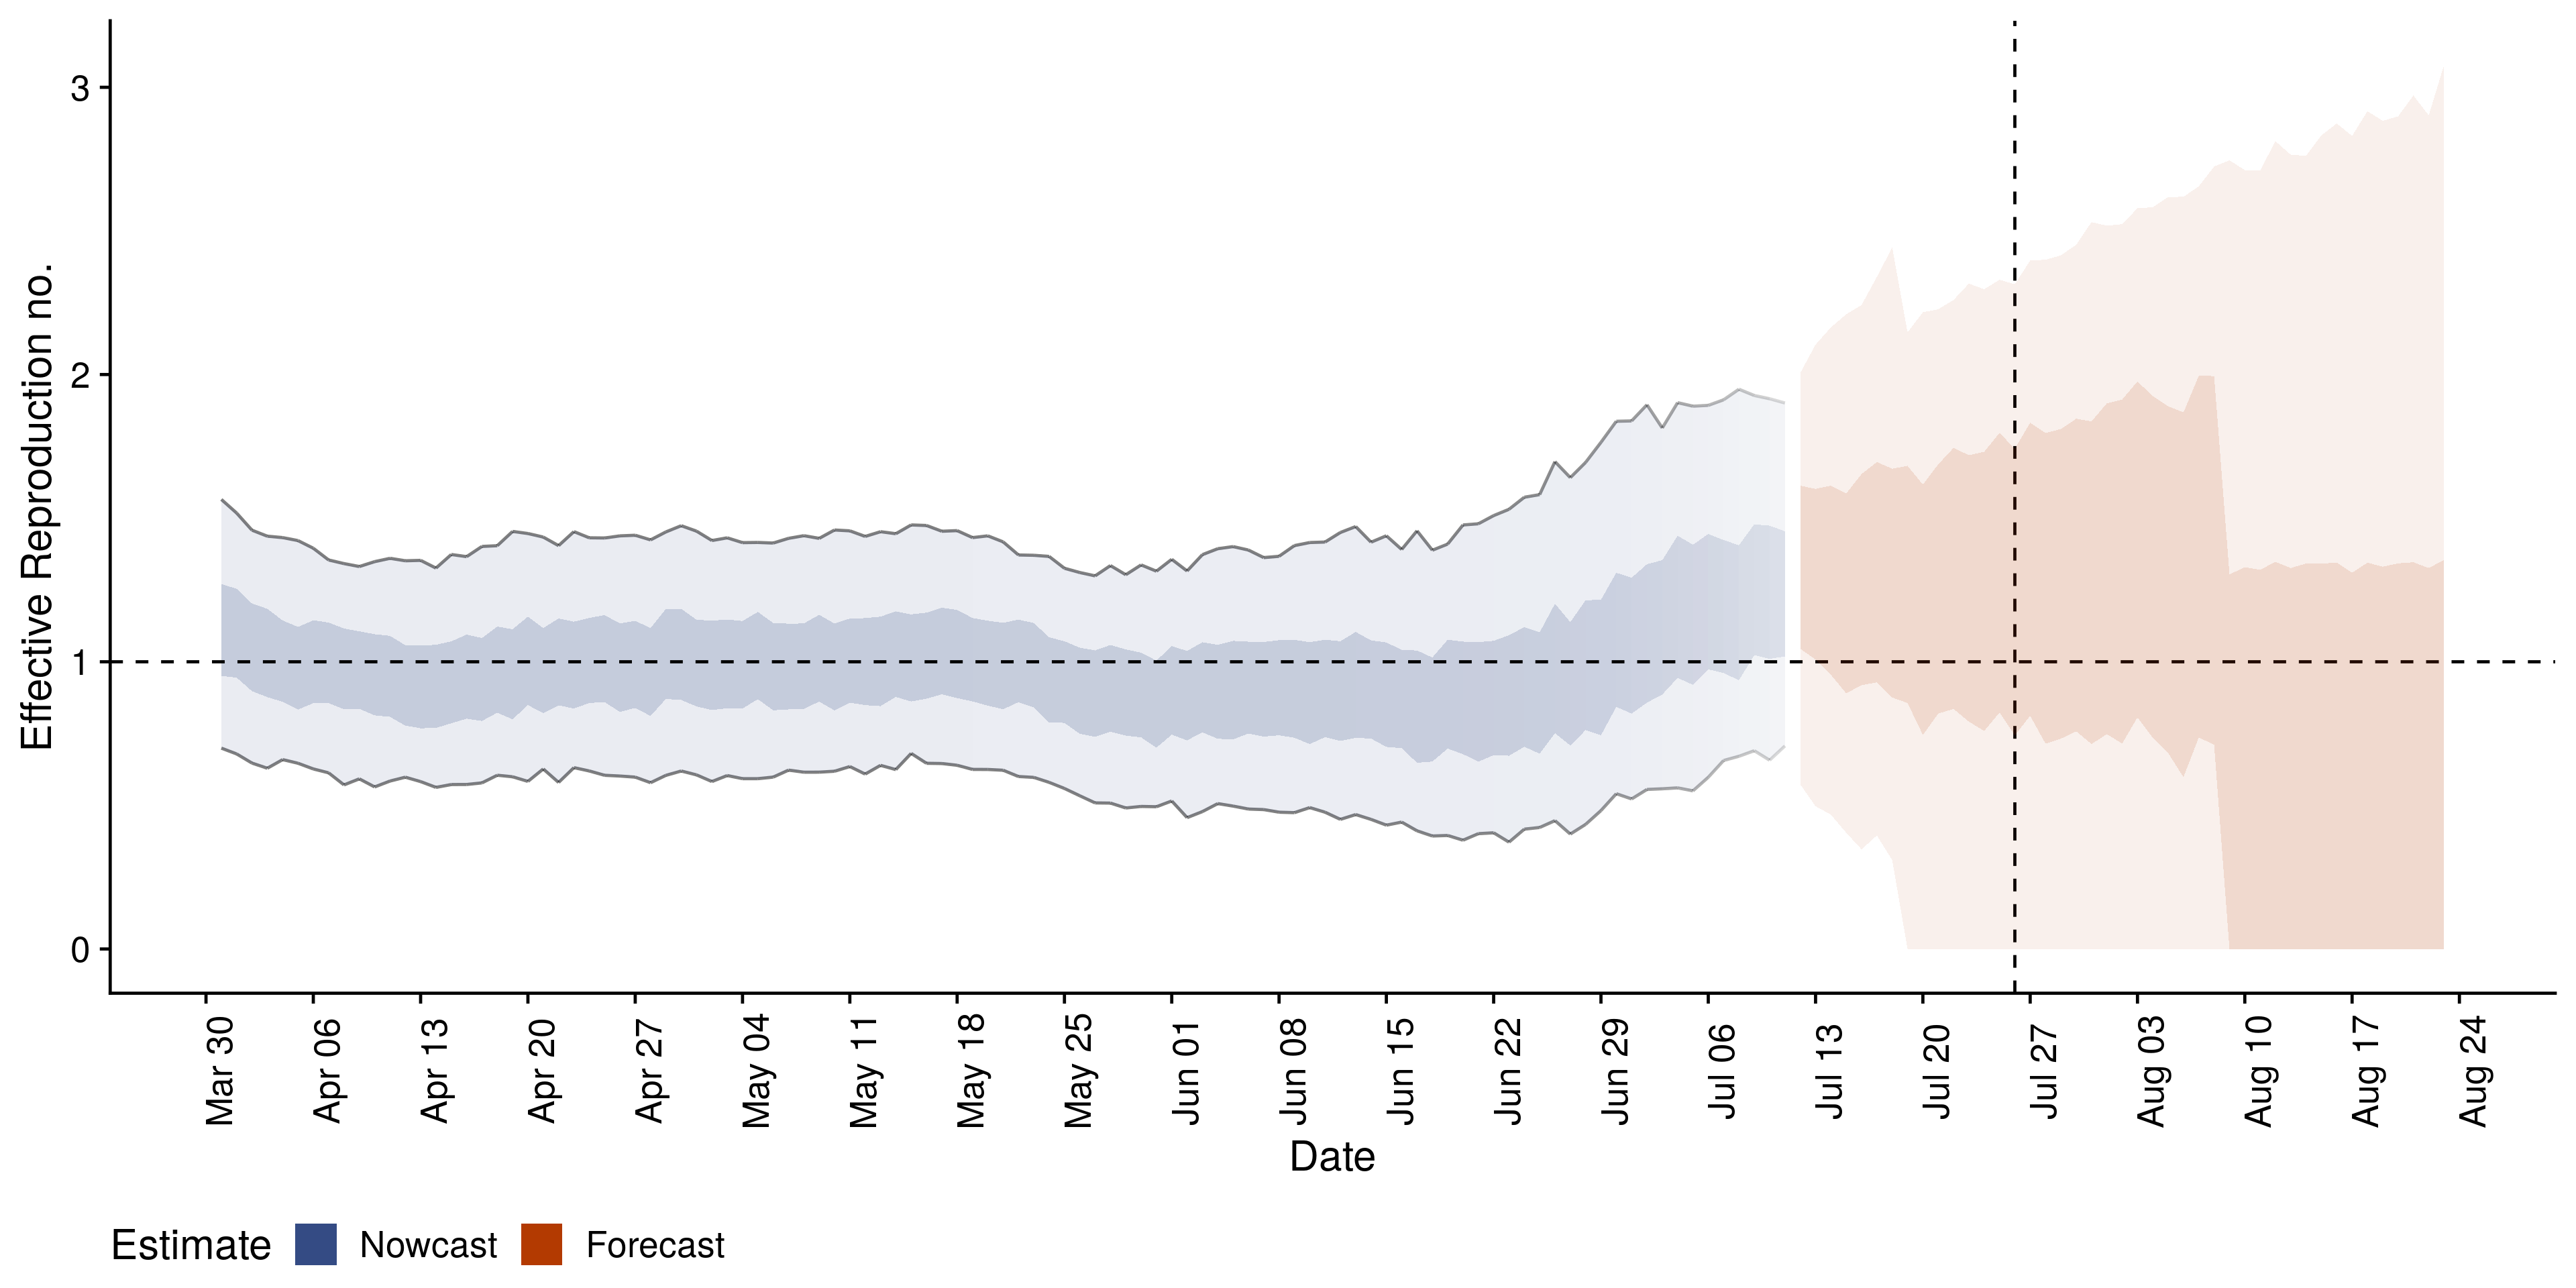 Effective Reproduction no.
3
2
1
0
Mar 30
Apr 06
Apr 13
Apr 20
Apr 27
May 04
May 11
May 18
May 25
Jun 01
Jun 08
Jun 15
Jun 22
Jun 29
Jul 06
Jul 13
Jul 20
Jul 27
Aug 03
Aug 10
Aug 17
Aug 24
Date
Estimate Nowcast Forecast